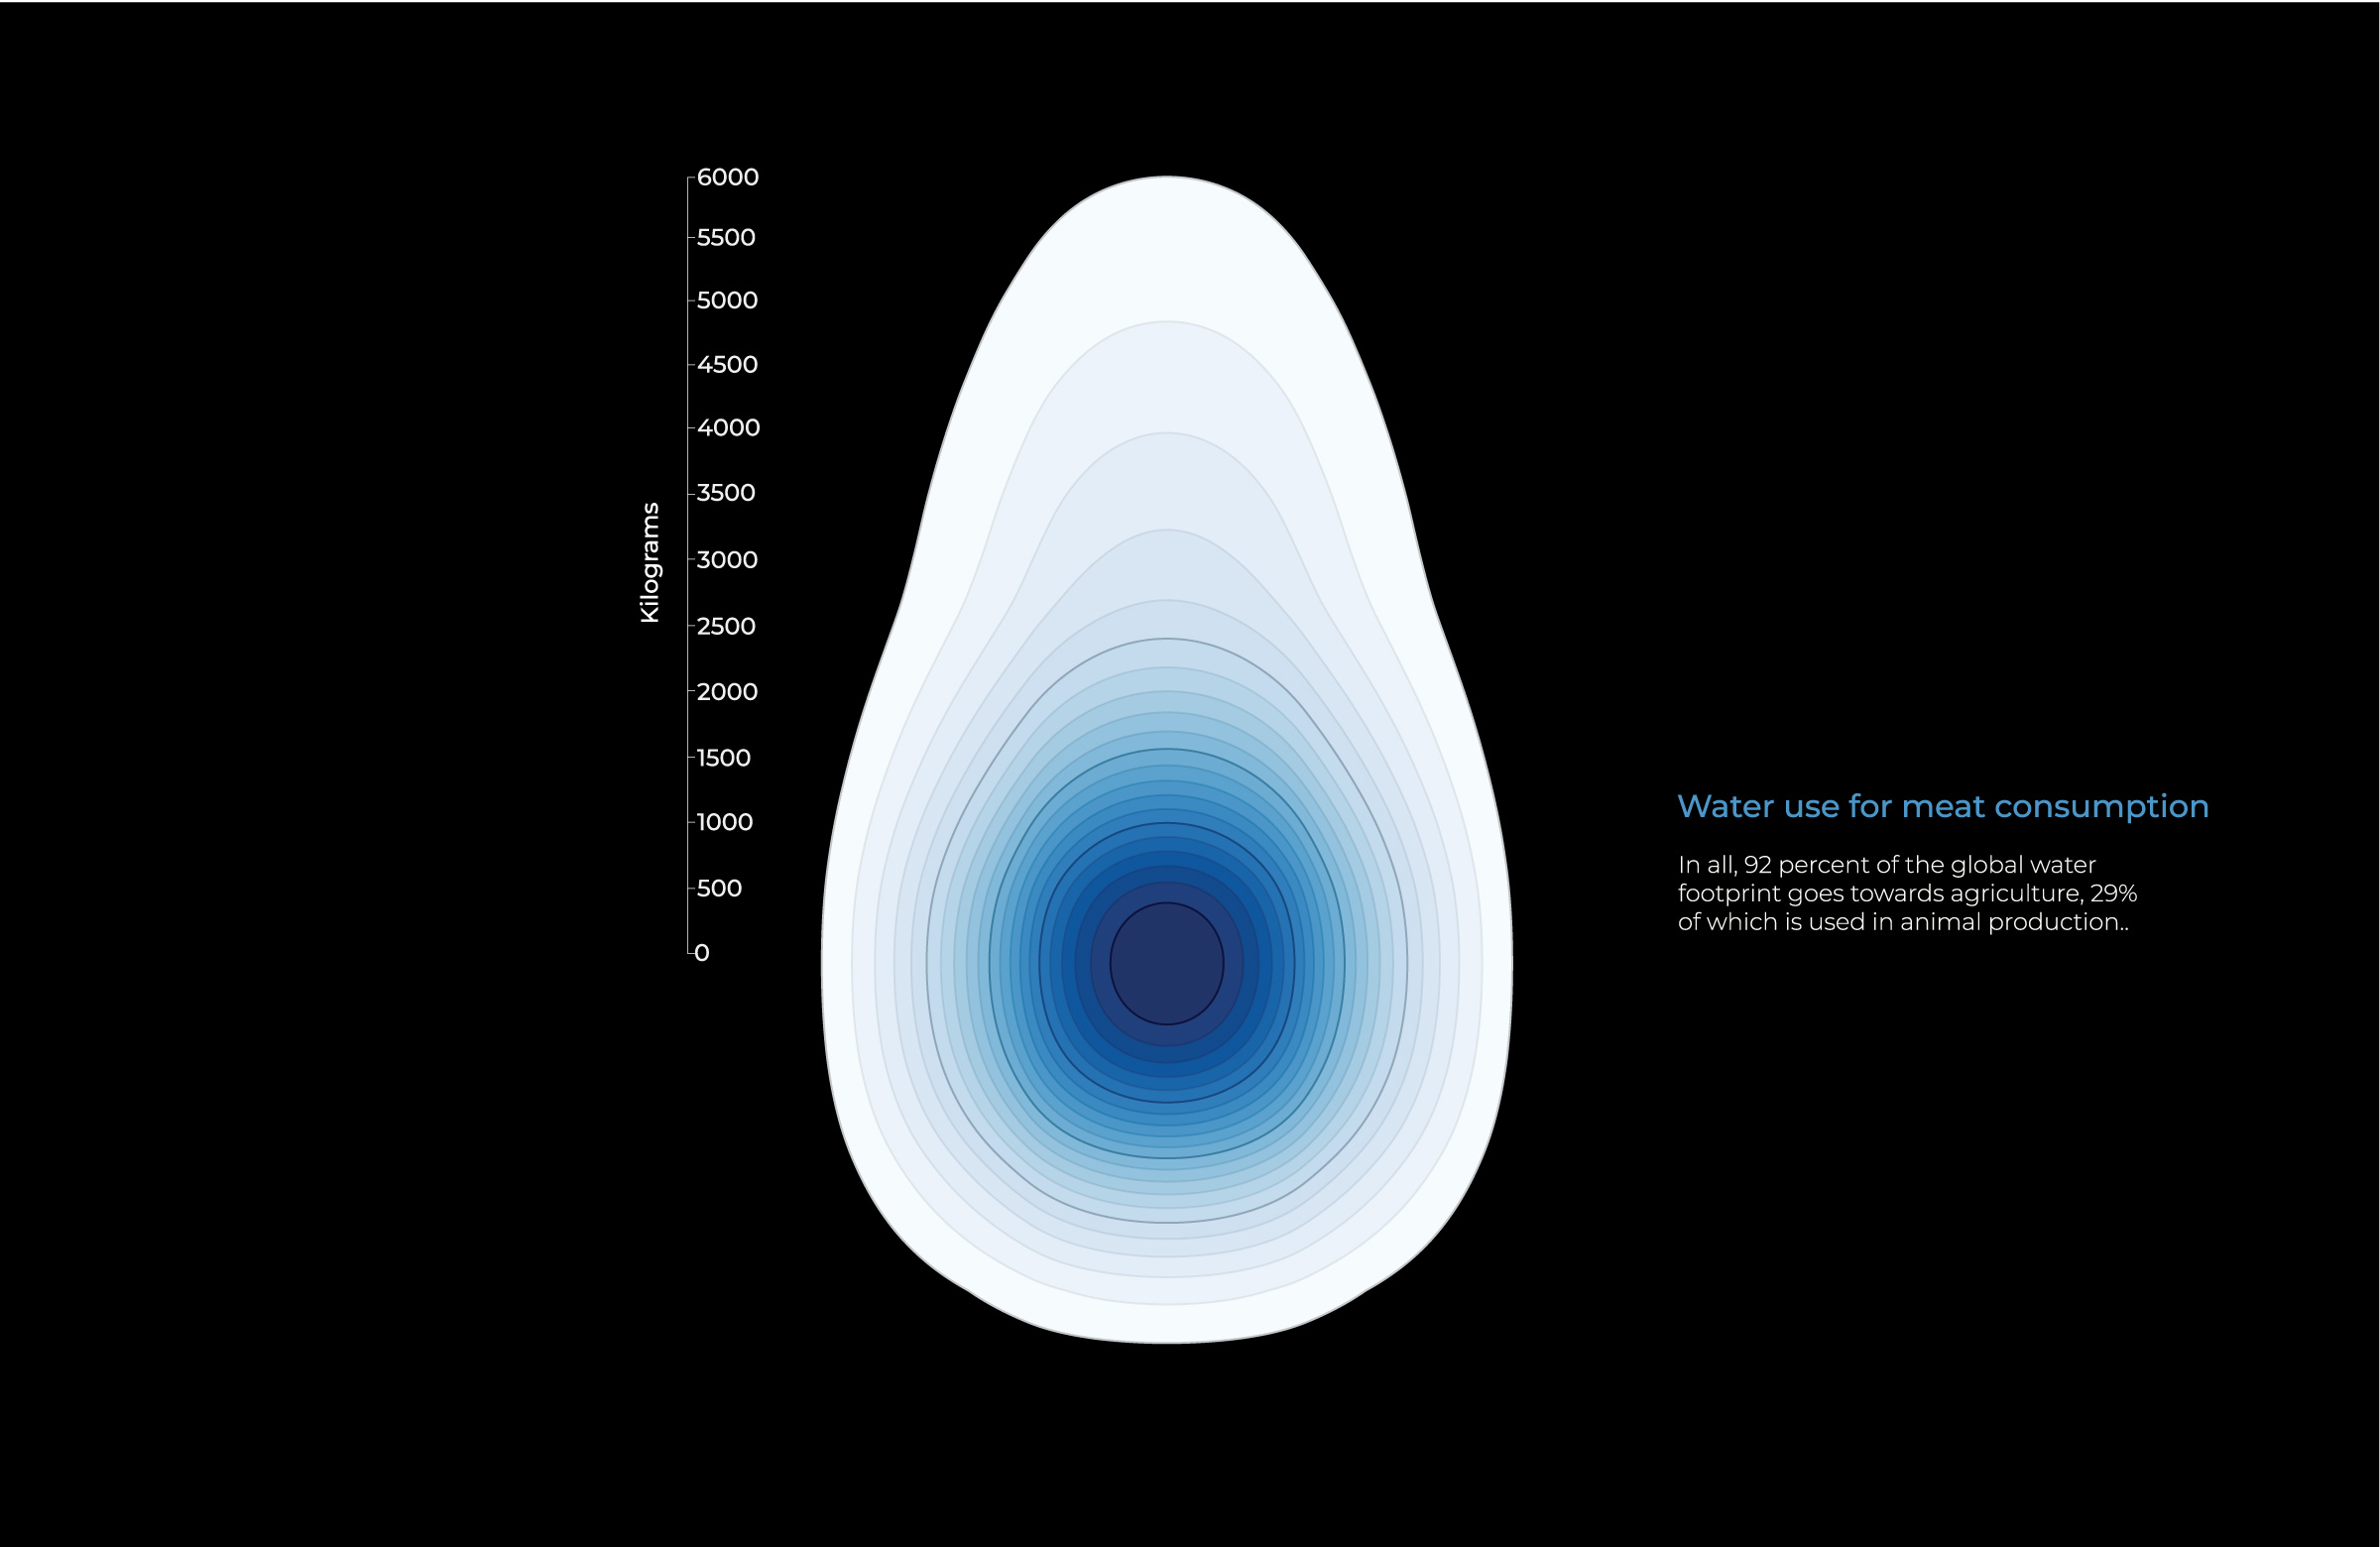 6000
5500
5000
4500
4000
3500
3000
2500
2000
1500
1000
500
0
Kilograms
Water use for meat consumption
In all, 92 percent of the global water
footprint goes towards agriculture, 29%
of which is used in animal production..